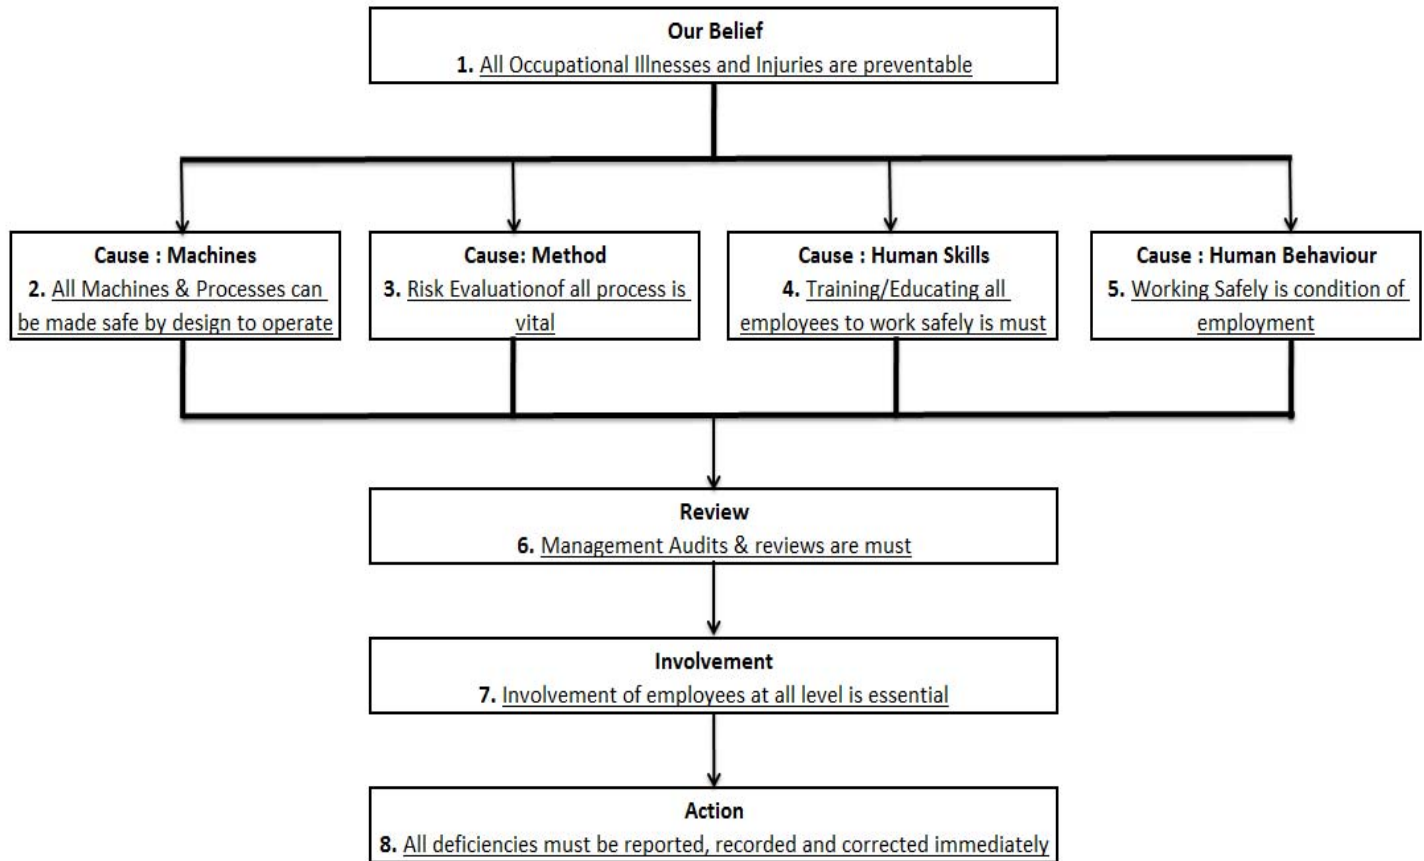 Our Belief
1. All Occupational Illnesses and Injuries are preventable
Cause : Machines
2. All Machines & Processes can
be made safe by design to operate
Cause: Method
3. Risk Evaluationof all process is
vital
Cause : Human Skills
4. Training/Educating all
employees to work safely is must
Cause : Human Behaviour
5. Working Safely is condition of
employment
Review
6. Management Audits & reviews are must
Involvement
7. Involvement of employees at all level is essential
Action
8. All deficiencies must be reported, recorded and corrected immediately